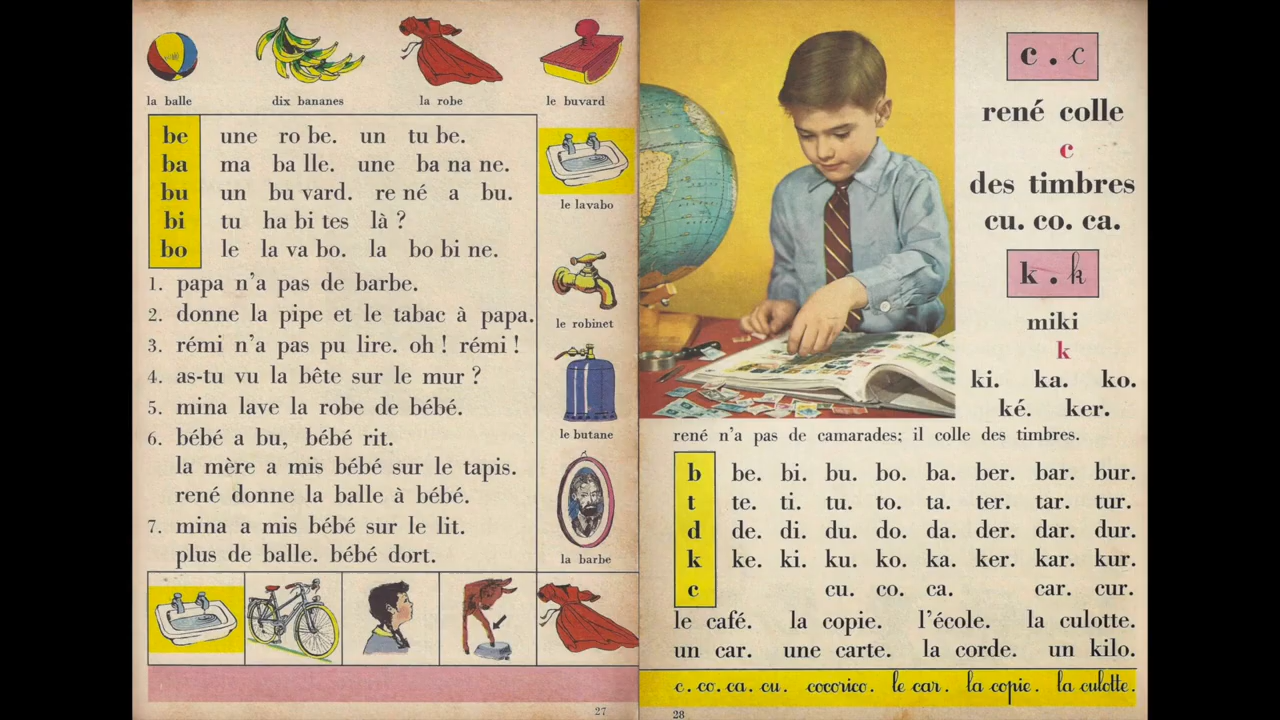 la balle
dix bananes
la robe
le buvard
be une ro be. un tu be.
ba ma ba lle. une ba na ne.
bu un bu vard. re né a bu.
bi tu ha bi tes là ?
bo le la va bo. la bo bi ne.
le lavabo
le robinet
le butane
la barbe
1. papa n'a pas de barbe.
2. donne la pipe et le tabac à papa.
3. rémi n'a pas pu lire. oh ! rémi !
4. as-tu vu la bête sur le mur ?
5. mina lave la robe de bébé.
6. bébé a bu, bébé rit.
la mère a mis bébé sur le tapis.
rené donne la balle à bébé.
7. mina a mis bébé sur le lit.
plus de balle. bébé dort.
27
c . c
rené colle
c
des timbres
cu. co. ca.
k . k
miki
k
ki. ka. ko.
ké. ker.
rené n'a pas de camarades; il colle des timbres.
b be. bi. bu. bo. ba. ber. bar. bur.
t te. ti. tu. to. ta. ter. tar. tur.
d de. di. du. do. da. der. dar. dur.
k ke. ki. ku. ko. ka. ker. kar. kur.
c cu. co. ca. car. cur.
le café. la copie. l'école. la culotte.
un car. une carte. la corde. un kilo.
c. co. ca. cu. cocorico. le car. la copie. la culotte.
28